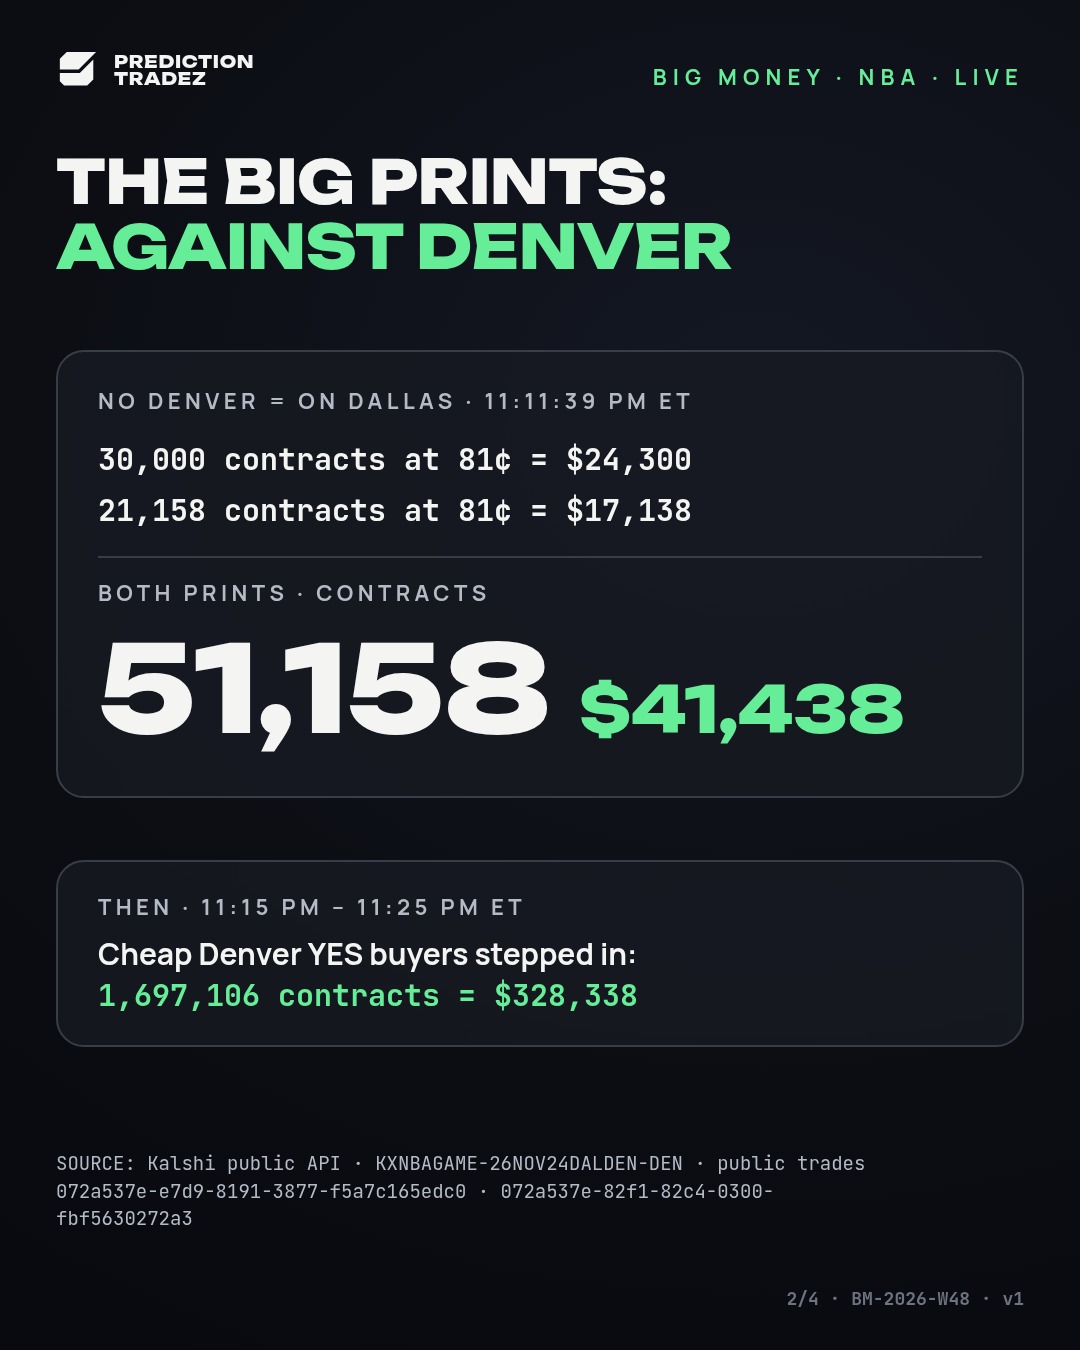 PREDICTION
TRADEZ
BIG MONEY · NBA · LIVE
THE BIG PRINTS:
AGAINST DENVER
NO DENVER = ON DALLAS · 11:11:39 PM ET
30,000 contracts at 81¢ = $24,300
21,158 contracts at 81¢ = $17,138
BOTH PRINTS · CONTRACTS
51,158 $41,438
THEN · 11:15 PM – 11:25 PM ET
Cheap Denver YES buyers stepped in:
1,697,106 contracts = $328,338
SOURCE: Kalshi public API · KXNBAGAME-26NOV24DALDEN-DEN · public trades
072a537e-e7d9-8191-3877-f5a7c165edc0 · 072a537e-82f1-82c4-0300-
fbf5630272a3
2/4 · BM-2026-W48 · v1